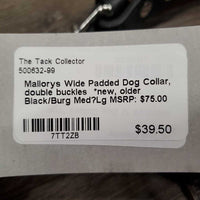 The Tack Collector
500632-99
Mallorys Wide Padded Dog Collar,
double buckles *new, older
Black/Burg Med?Lg MSRP: $75.00
$39.50
7TT2ZB